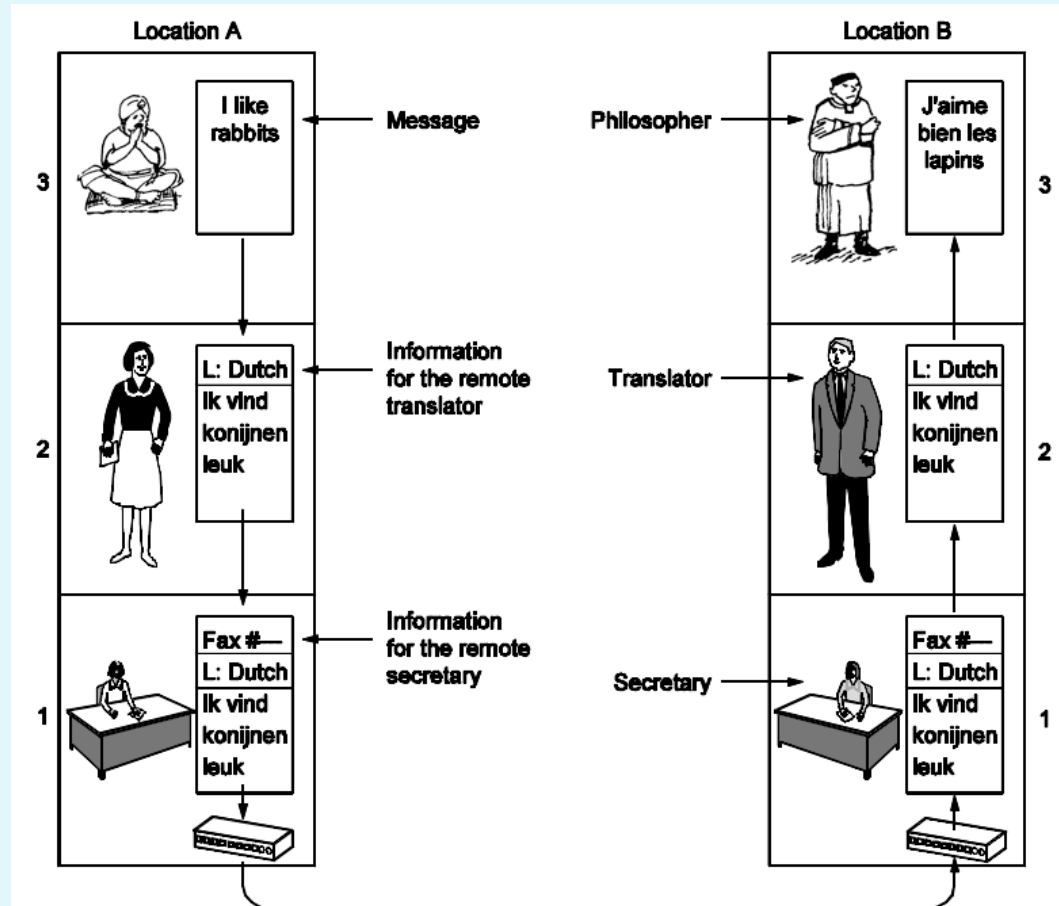 Location A
Location B
I like
rabbits
Message
Philosopher
J'aime
bien les
lapins
3
3
L: Dutch
Ik vind
konijnen
leuk
Information
for the remote
translator
Translator
L: Dutch
Ik vind
konijnen
leuk
2
2
Fax #—
L: Dutch
Ik vind
konijnen
leuk
Information
for the remote
secretary
Secretary
Fax #—
L: Dutch
Ik vind
konijnen
leuk
1
1